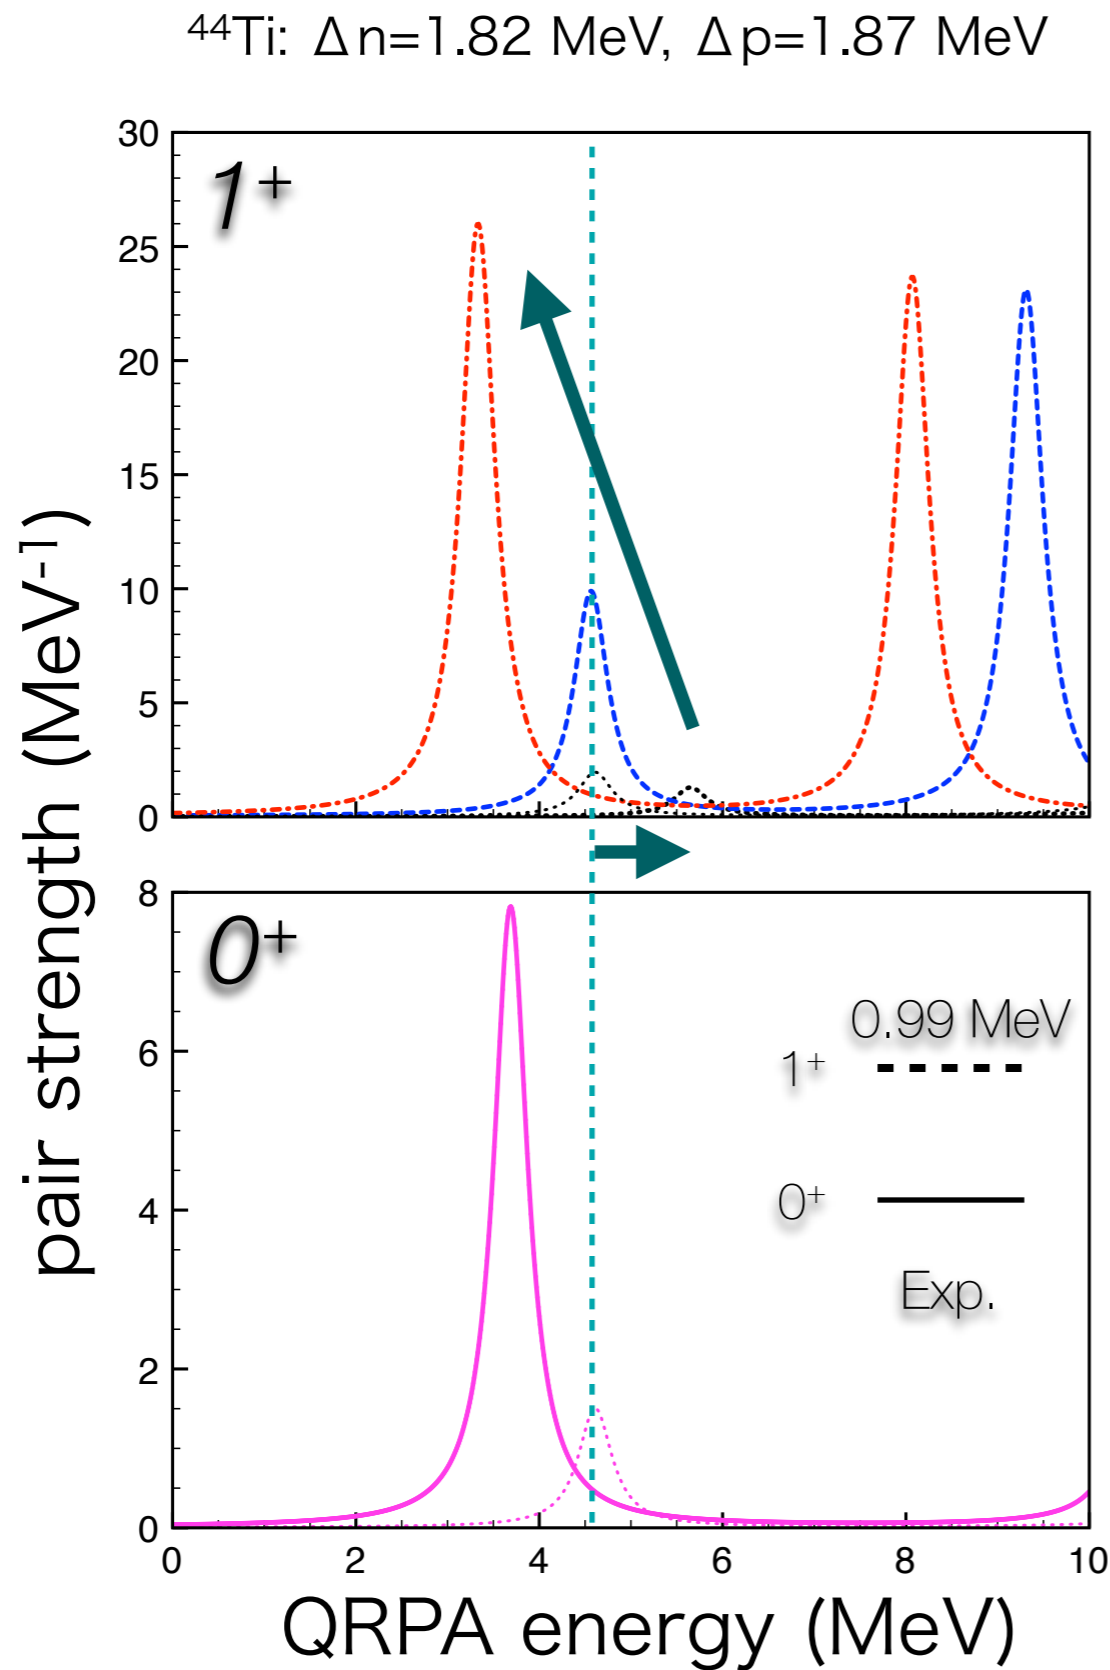 ⁴⁴Ti: Δn=1.82 MeV, Δp=1.87 MeV
30
1⁺
25
20
15
10
5
0
pair strength (MeV⁻¹)
8
0⁺
0.99 MeV
1⁺
6
0⁺
4
Exp.
2
0
0 2 4 6 8 10
QRPA energy (MeV)